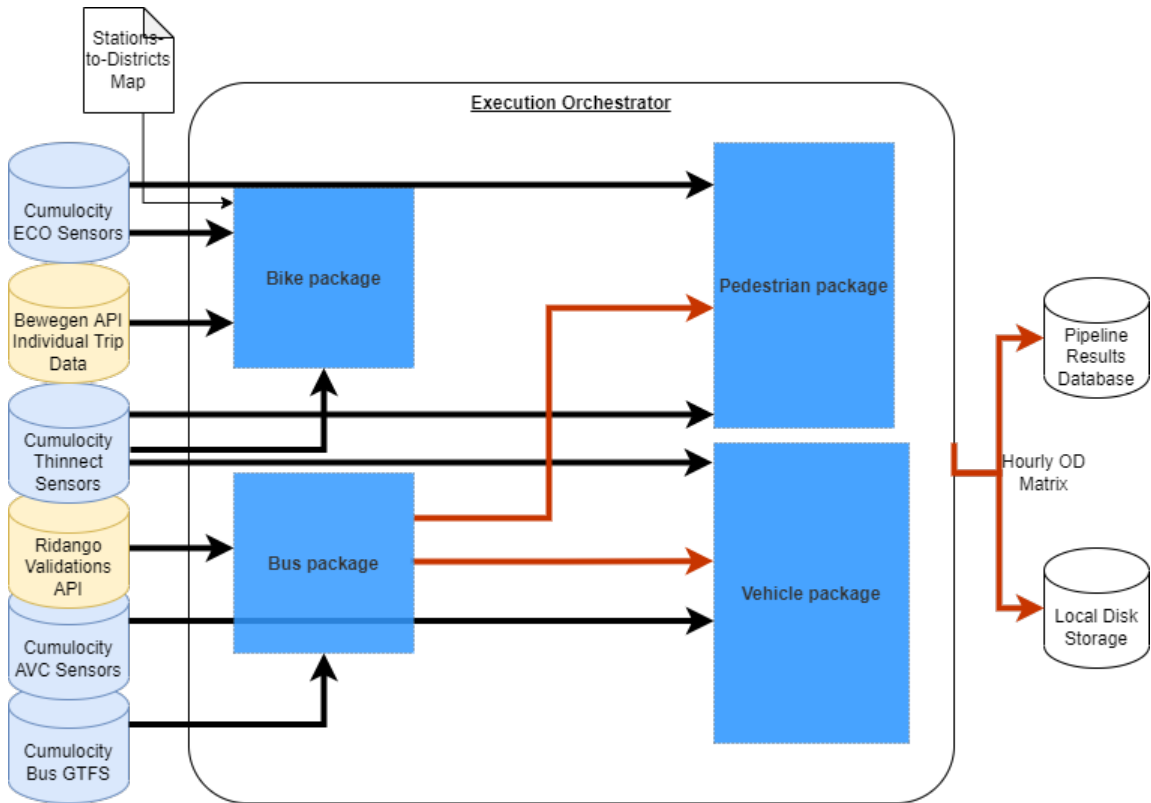 Stations-
to-Districts
Map
Execution Orchestrator
Cumulocity
ECO Sensors
Bike package
Pedestrian package
Bewegen API
Individual Trip
Data
Pipeline
Results
Database
Cumulocity
Thinnect
Sensors
Hourly OD
Matrix
Ridango
Validations
API
Bus package
Vehicle package
Local Disk
Storage
Cumulocity
AVC Sensors
Cumulocity
Bus GTFS